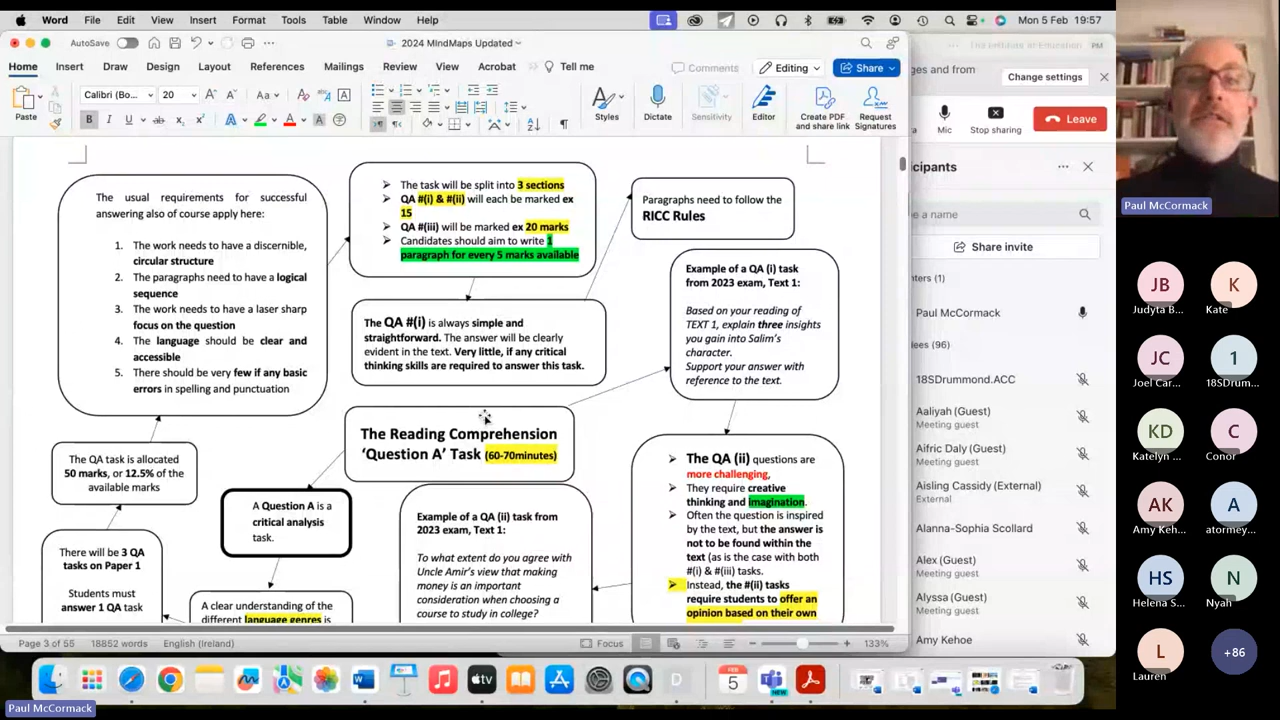 Word File Edit View Insert Format Tools Table Window Help Mon 5 Feb 19:57
AutoSave 2024 MIndMaps Updated
Home Insert Draw Design Layout References Mailings Review View Acrobat Tell me Comments Editing Share
Paste Calibri (Bo... 20 Styles Dictate Sensitivity Editor Create PDF and share link Request Signatures
The usual requirements for successful
answering also of course apply here:
1. The work needs to have a discernible,
circular structure
2. The paragraphs need to have a logical
sequence
3. The work needs to have a laser sharp
focus on the question
4. The language should be clear and
accessible
5. There should be very few if any basic
errors in spelling and punctuation
The task will be split into 3 sections
QA #(i) & #(ii) will each be marked ex
15
QA #(iii) will be marked ex 20 marks
Candidates should aim to write 1
paragraph for every 5 marks available
Paragraphs need to follow the
RICC Rules
The QA #(i) is always simple and
straightforward. The answer will be clearly
evident in the text. Very little, if any critical
thinking skills are required to answer this task.
Example of a QA (i) task
from 2023 exam, Text 1:
Based on your reading of
TEXT 1, explain three insights
you gain into Salim's
character.
Support your answer with
reference to the text.
The Reading Comprehension
'Question A' Task (60-70minutes)
The QA task is allocated
50 marks, or 12.5% of the
available marks
A Question A is a
critical analysis
task.
Example of a QA (ii) task from
2023 exam, Text 1:
To what extent do you agree with
Uncle Amir's view that making
money is an important
consideration when choosing a
course to study in college?
The QA (ii) questions are
more challenging,
They require creative
thinking and imagination.
Often the question is inspired
by the text, but the answer is
not to be found within the
text (as is the case with both
#(i) & #(iii) tasks.
Instead, the #(ii) tasks
require students to offer an
opinion based on their own
There will be 3 QA
tasks on Paper 1
Students must
answer 1 QA task
A clear understanding of the
different language genres is
Page 3 of 55 18852 words English (Ireland) Focus 133%
PM
ges and from
Change settings
Mic Stop sharing Leave
ticipants
e a name
Share invite
nters (1)
Paul McCormack
lees (96)
18SDrummond.ACC
Aaliyah (Guest)
Meeting guest
Aifric Daly (Guest)
Meeting guest
Aisling Cassidy (External)
External
Alanna-Sophia Scollard
Alex (Guest)
Meeting guest
Alyssa (Guest)
Meeting guest
Amy Kehoe
Paul McCormack
JB K
Judyta B... Kate
JC 1
Joel Car... 18SDrum...
KD C
Katelyn ... Conor
AK A
Amy Keh... atormey...
HS N
Helena S... Nyah
L +86
Lauren
FEB
5
NEW
tv
Paul McCormack